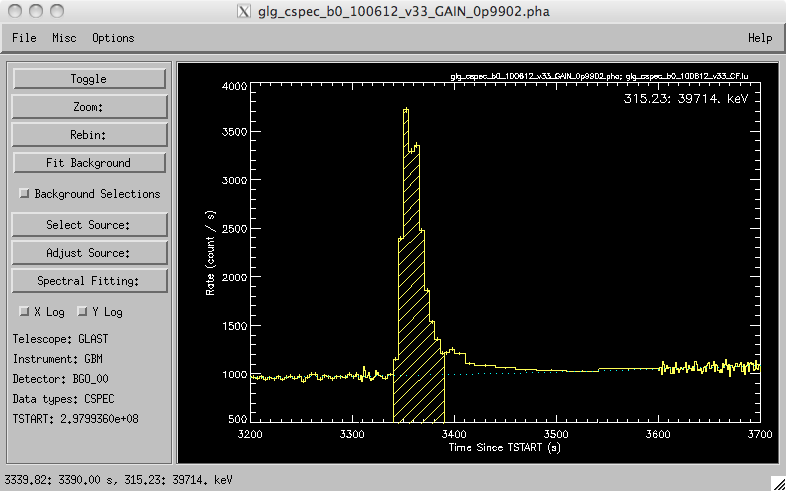 glg_cspec_b0_100612_v33_GAIN_0p9902.pha
File Misc Options Help
Toggle
Zoom:
Rebin:
Fit Background
Background Selections
Select Source:
Adjust Source:
Spectral Fitting:
X Log Y Log
Telescope: GLAST
Instrument: GBM
Detector: BGO_00
Data types: CSPEC
TSTART: 2.9799360e+08
glg_cspec_b0_100612_v33_GAIN_0p9902.pha; glg_cspec_b0_100612_v33_CF.lu
315.23: 39714. keV
4000
3500
3000
2500
2000
1500
1000
500
Rate (count / s)
3200 3300 3400 3500 3600 3700
Time Since TSTART (s)
3339.82: 3390.00 s, 315.23: 39714. keV